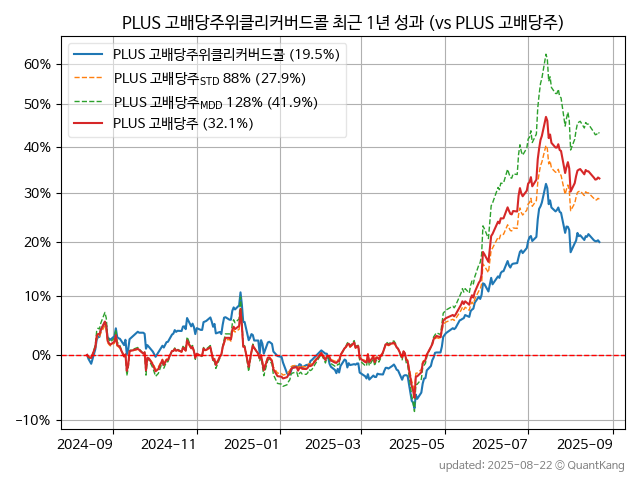 PLUS 고배당주위클리커버드콜 최근 1년 성과 (vs PLUS 고배당주)
PLUS 고배당주위클리커버드콜 (19.5%)
PLUS 고배당주STD 88% (27.9%)
PLUS 고배당주MDD 128% (41.9%)
PLUS 고배당주 (32.1%)
60%
50%
40%
30%
20%
10%
0%
−10%
2024-09 2024-11 2025-01 2025-03 2025-05 2025-07 2025-09
updated: 2025-08-22 © QuantKang